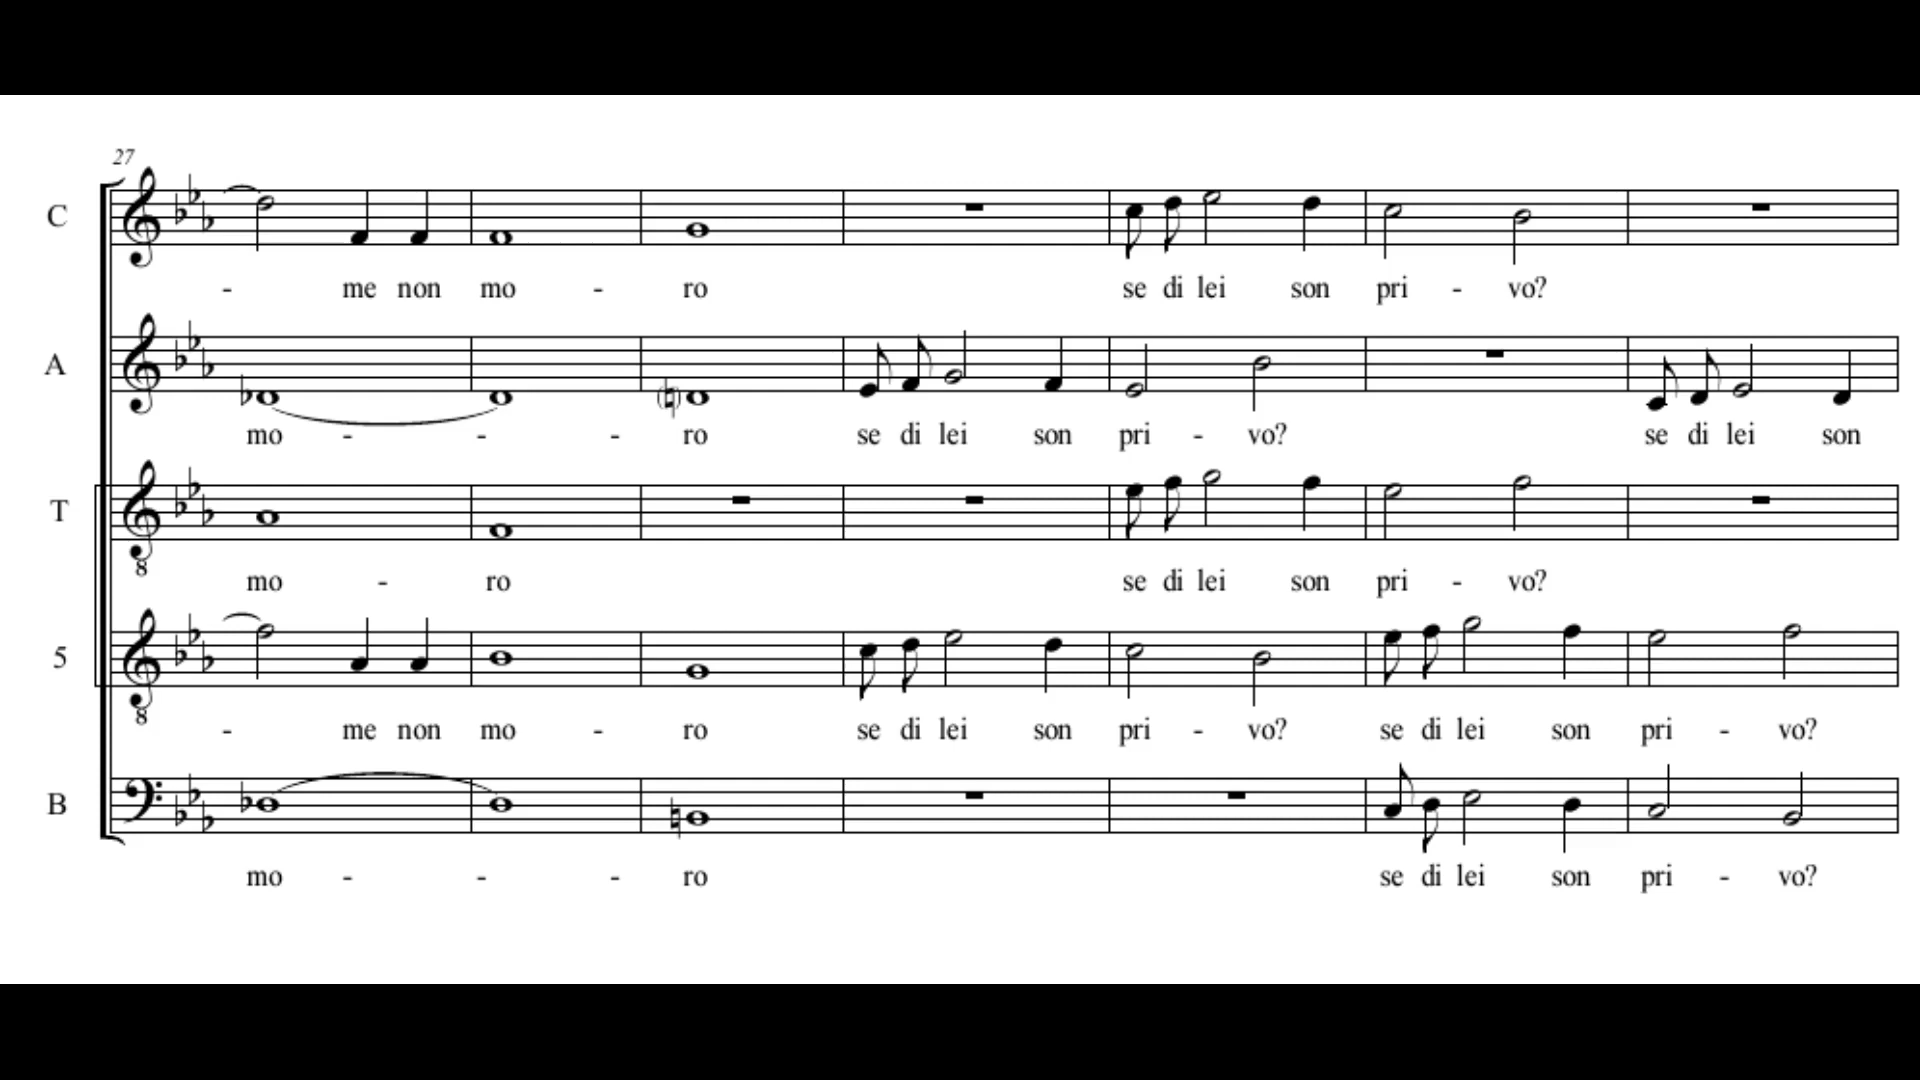 27
C
- me non mo - ro se di lei son pri - vo?
A
mo - - - ro se di lei son pri - vo? se di lei son
T
8
mo - ro se di lei son pri - vo?
5
8
- me non mo - ro se di lei son pri - vo? se di lei son pri - vo?
B
mo - - - ro se di lei son pri - vo?